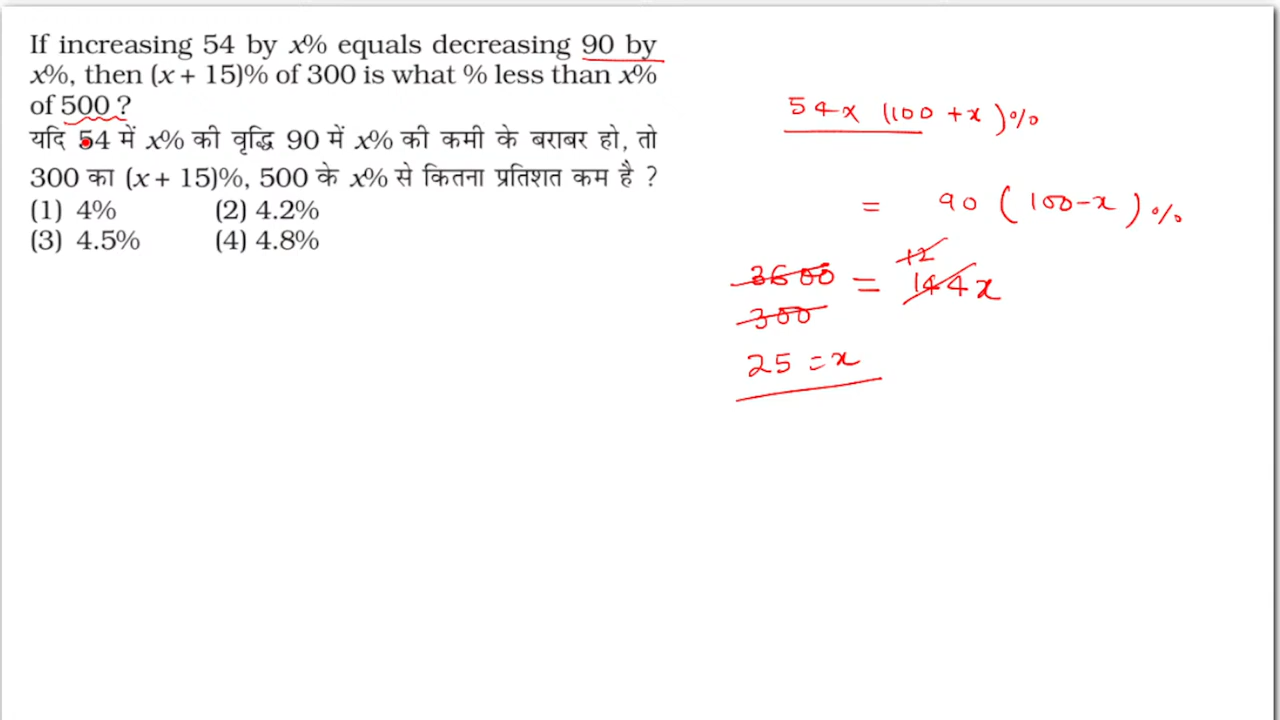 If increasing 54 by x% equals decreasing 90 by
x%, then (x + 15)% of 300 is what % less than x%
of 500 ?
यदि 54 में x% की वृद्धि 90 में x% की कमी के बराबर हो, तो
300 का (x + 15)%, 500 के x% से कितना प्रतिशत कम है ?
(1) 4% (2) 4.2%
(3) 4.5% (4) 4.8%
54x (100 + x)%
= 90 (100-x)%
12
3600 = 144x
300
25 = x